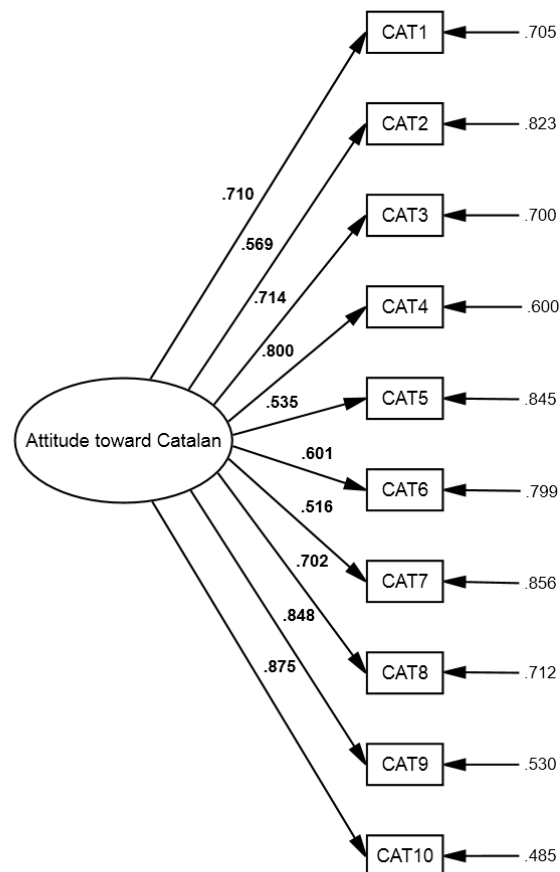 CAT1
.705
CAT2
.823
.710
CAT3
.700
.569
.714
CAT4
.600
.800
.535
CAT5
.845
Attitude toward Catalan
.601
CAT6
.799
.516
.702
CAT7
.856
.848
CAT8
.712
.875
CAT9
.530
CAT10
.485